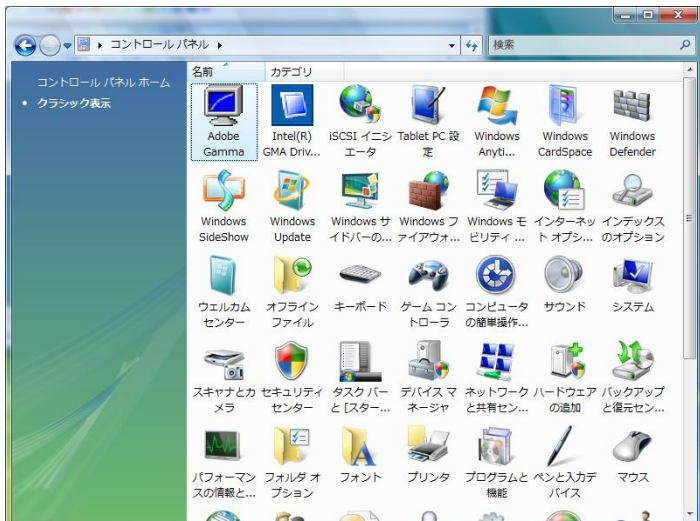 コントロール パネル
検索
コントロール パネル ホーム
クラシック表示
名前 カテゴリ
Adobe Gamma
Intel(R) GMA Driv...
iSCSI イニシエータ
Tablet PC 設定
Windows Anyti...
Windows CardSpace
Windows Defender
Windows SideShow
Windows Update
Windows サイドバーの...
Windows ファイアウォ...
Windows モビリティ ...
インターネット オプシ...
インデックスのオプション
ウェルカム センター
オフライン ファイル
キーボード
ゲーム コントローラ
コンピュータの簡単操作...
サウンド
システム
スキャナとカメラ
セキュリティ センター
タスク バーと [スター...
デバイス マネージャ
ネットワークと共有セン...
ハードウェアの追加
バックアップと復元セン...
パフォーマンスの情報と...
フォルダ オプション
フォント
プリンタ
プログラムと機能
ペンと入力デバイス
マウス